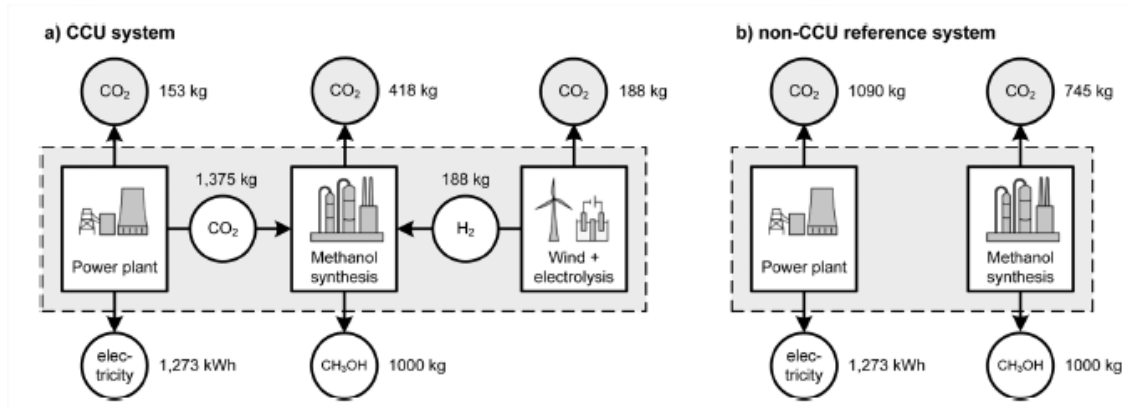 a) CCU system
b) non-CCU reference system
CO₂ 153 kg
CO₂ 418 kg
CO₂ 188 kg
CO₂ 1090 kg
CO₂ 745 kg
1,375 kg
188 kg
CO₂
H₂
Power plant
Methanol
synthesis
Wind +
electrolysis
Power plant
Methanol
synthesis
elec-
tricity
1,273 kWh
CH₃OH
1000 kg
elec-
tricity
1,273 kWh
CH₃OH
1000 kg